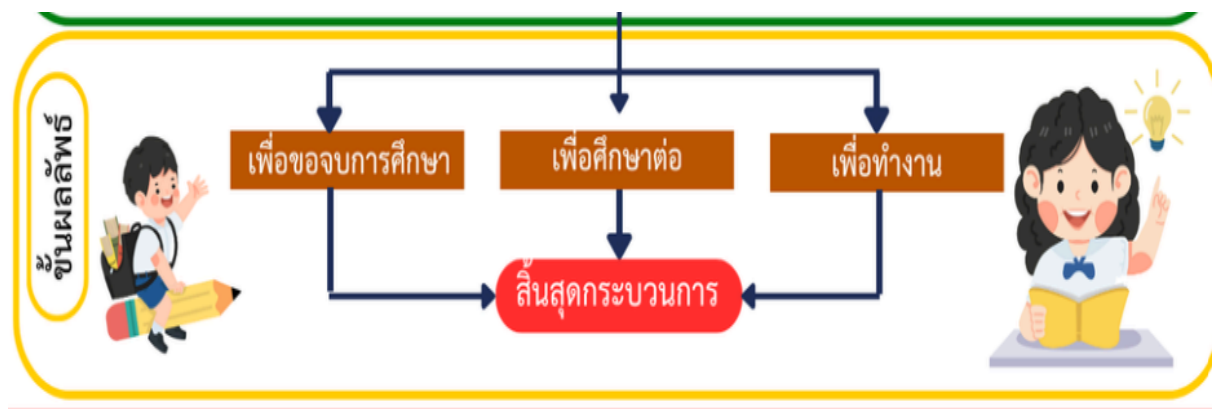 ขั้นผลลัพธ์
เพื่อขอจบการศึกษา
เพื่อศึกษาต่อ
เพื่อทำงาน
สิ้นสุดกระบวนการ